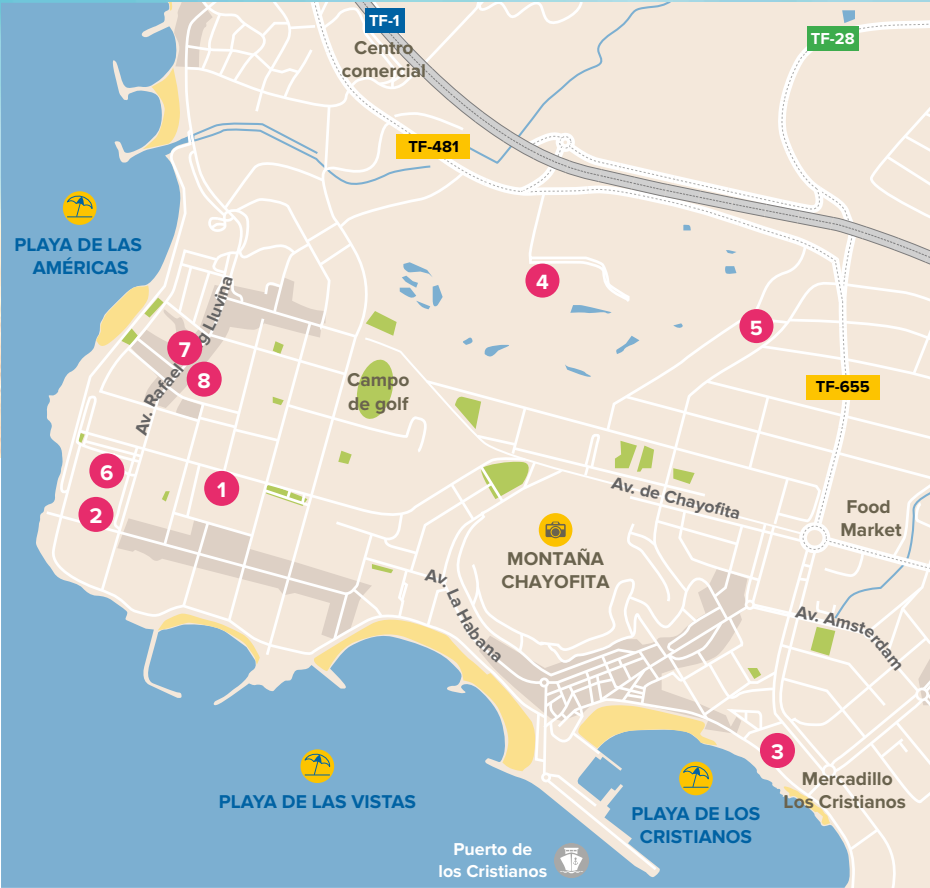 TF-1
Centro
comercial
TF-28
TF-481
PLAYA DE LAS
AMÉRICAS
4
5
Av. Rafael g Lluvina
7
8
Campo
de golf
TF-655
6
1
2
Av. de Chayofita
Food
Market
MONTAÑA
CHAYOFITA
Av. La Habana
Av. Amsterdam
3
Mercadillo
Los Cristianos
PLAYA DE LAS VISTAS
PLAYA DE LOS
CRISTIANOS
Puerto de
los Cristianos